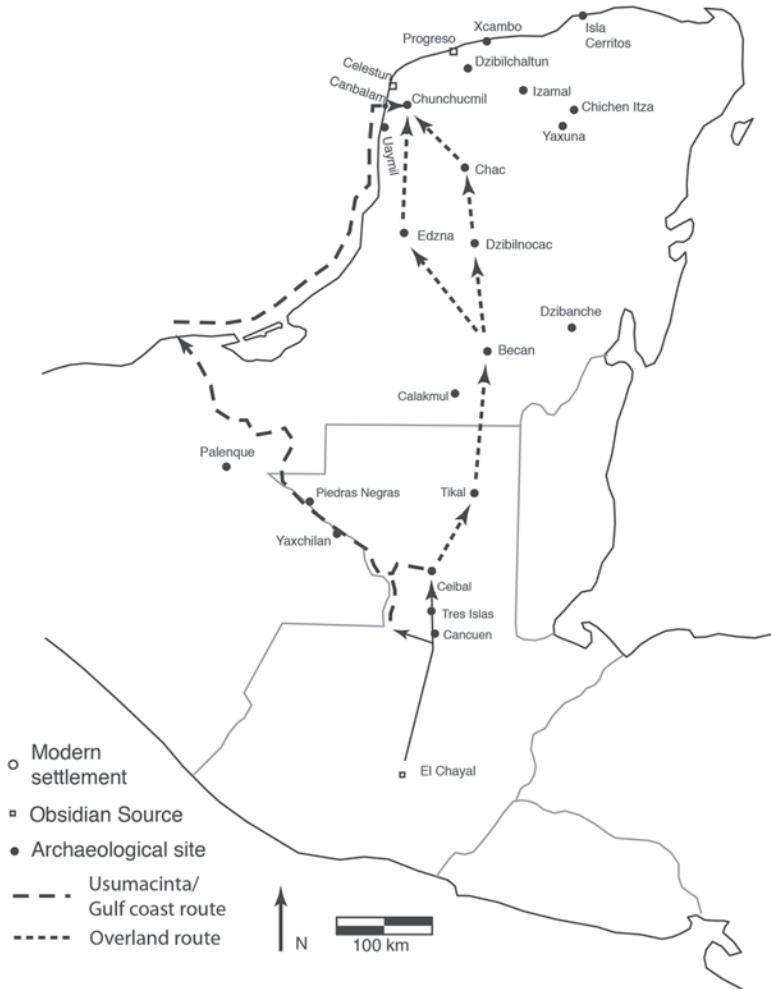 Isla
Cerritos
Xcambo
Progreso
Dzibilchaltun
Celestun
Canbalam
Chunchucmil
Izamal
Chichen Itza
Yaxuna
Uaymil
Chac
Edzna
Dzibilnocac
Dzibanche
Becan
Calakmul
Palenque
Piedras Negras
Tikal
Yaxchilan
Ceibal
Tres Islas
Cancuen
El Chayal
Modern
settlement
Obsidian Source
Archaeological site
Usumacinta/
Gulf coast route
Overland route
N
100 km